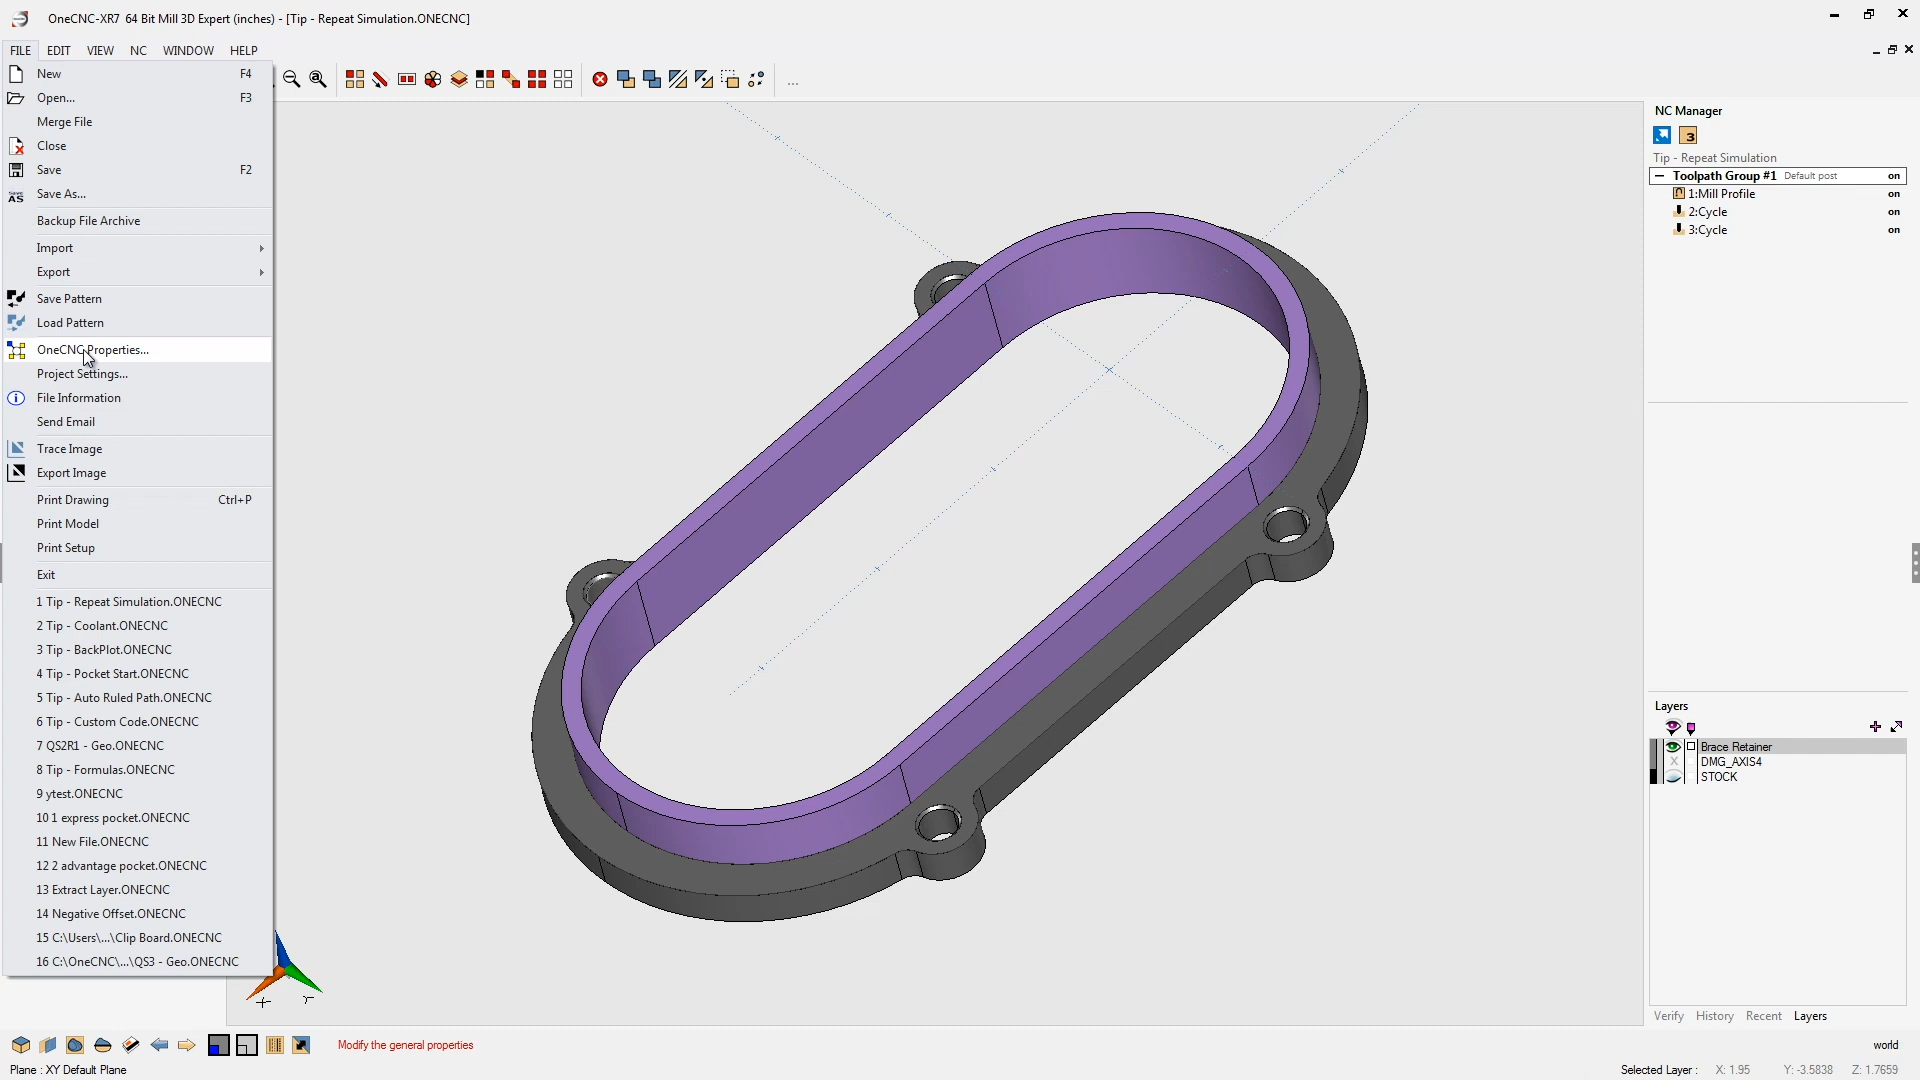 OneCNC-XR7 64 Bit Mill 3D Expert (inches) - [Tip - Repeat Simulation.ONECNC]
FILE EDIT VIEW NC WINDOW HELP
New F4
Open... F3
Merge File
Close
Save F2
Save As...
Backup File Archive
Import
Export
Save Pattern
Load Pattern
OneCNC Properties...
Project Settings...
File Information
Send Email
Trace Image
Export Image
Print Drawing Ctrl+P
Print Model
Print Setup
Exit
1 Tip - Repeat Simulation.ONECNC
2 Tip - Coolant.ONECNC
3 Tip - BackPlot.ONECNC
4 Tip - Pocket Start.ONECNC
5 Tip - Auto Ruled Path.ONECNC
6 Tip - Custom Code.ONECNC
7 QS2R1 - Geo.ONECNC
8 Tip - Formulas.ONECNC
9 ytest.ONECNC
10 1 express pocket.ONECNC
11 New File.ONECNC
12 2 advantage pocket.ONECNC
13 Extract Layer.ONECNC
14 Negative Offset.ONECNC
15 C:\Users\...\Clip Board.ONECNC
16 C:\OneCNC\...\QS3 - Geo.ONECNC
NC Manager
3
Tip - Repeat Simulation
Toolpath Group #1 Default post on
1:Mill Profile on
2:Cycle on
3:Cycle on
Layers
Brace Retainer
X DMG_AXIS4
STOCK
Verify History Recent Layers
Modify the general properties
world
Plane : XY Default Plane
Selected Layer : X: 1.95 Y: -3.5838 Z: 1.7659